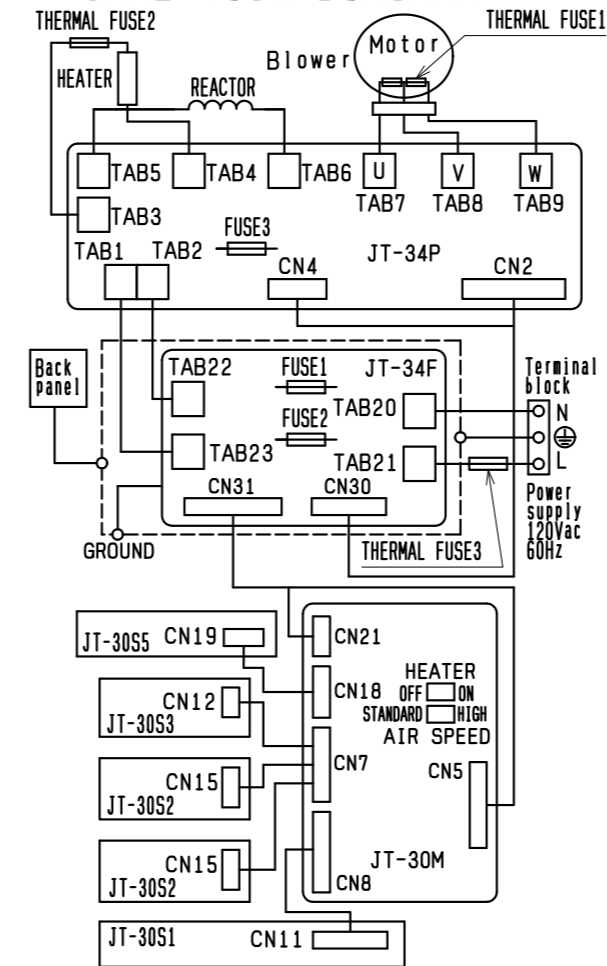 THERMAL FUSE2
THERMAL FUSE1
Blower
Motor
HEATER
REACTOR
TAB5
TAB4
TAB6
U
V
W
TAB7
TAB8
TAB9
TAB3
FUSE3
TAB1
TAB2
JT-34P
CN4
CN2
Back
panel
TAB22
FUSE1
JT-34F
Terminal
block
FUSE2
TAB20
N
TAB23
TAB21
L
CN31
CN30
Power
supply
120Vac
60Hz
GROUND
THERMAL FUSE3
JT-30S5
CN19
CN21
HEATER
CN18
OFF
ON
STANDARD
HIGH
AIR SPEED
CN12
JT-30S3
CN7
CN5
CN15
JT-30S2
CN15
JT-30S2
JT-30M
CN8
JT-30S1
CN11